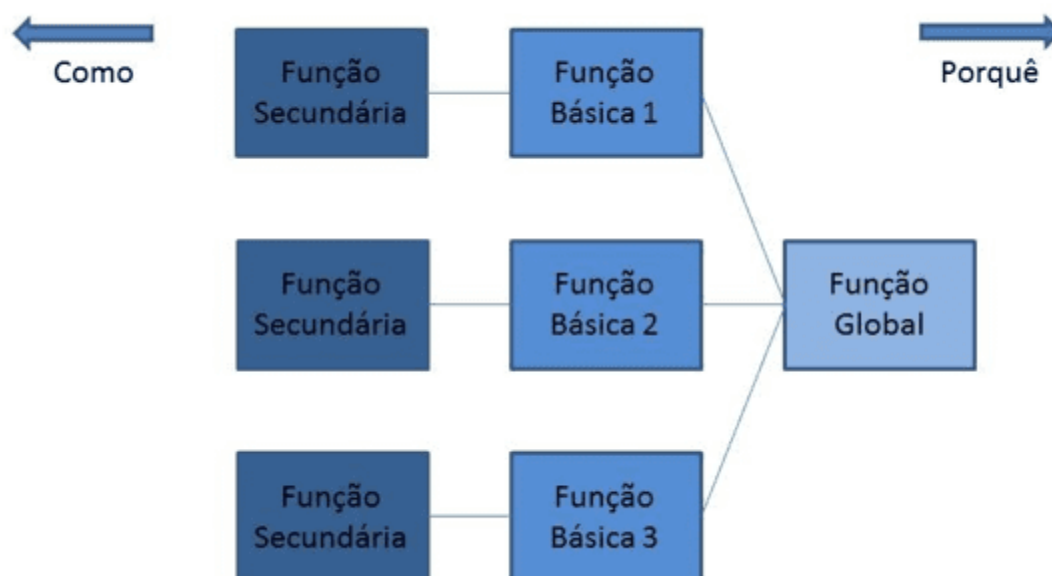 Como
Porquê
Função
Secundária
Função
Básica 1
Função
Secundária
Função
Básica 2
Função
Global
Função
Secundária
Função
Básica 3